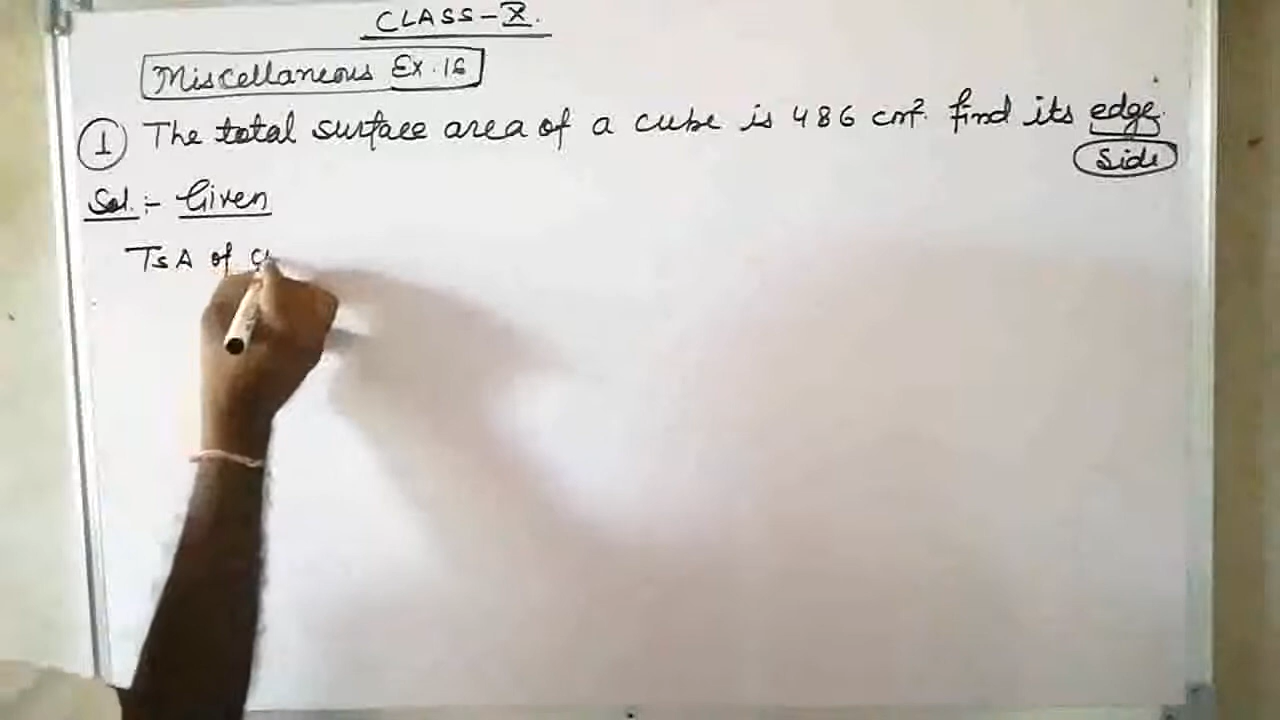 CLASS-X.
Miscellaneous Ex. 16
1 The total surface area of a cube is 486 cm². find its edge.
Side
Sol. :- Given
TSA of